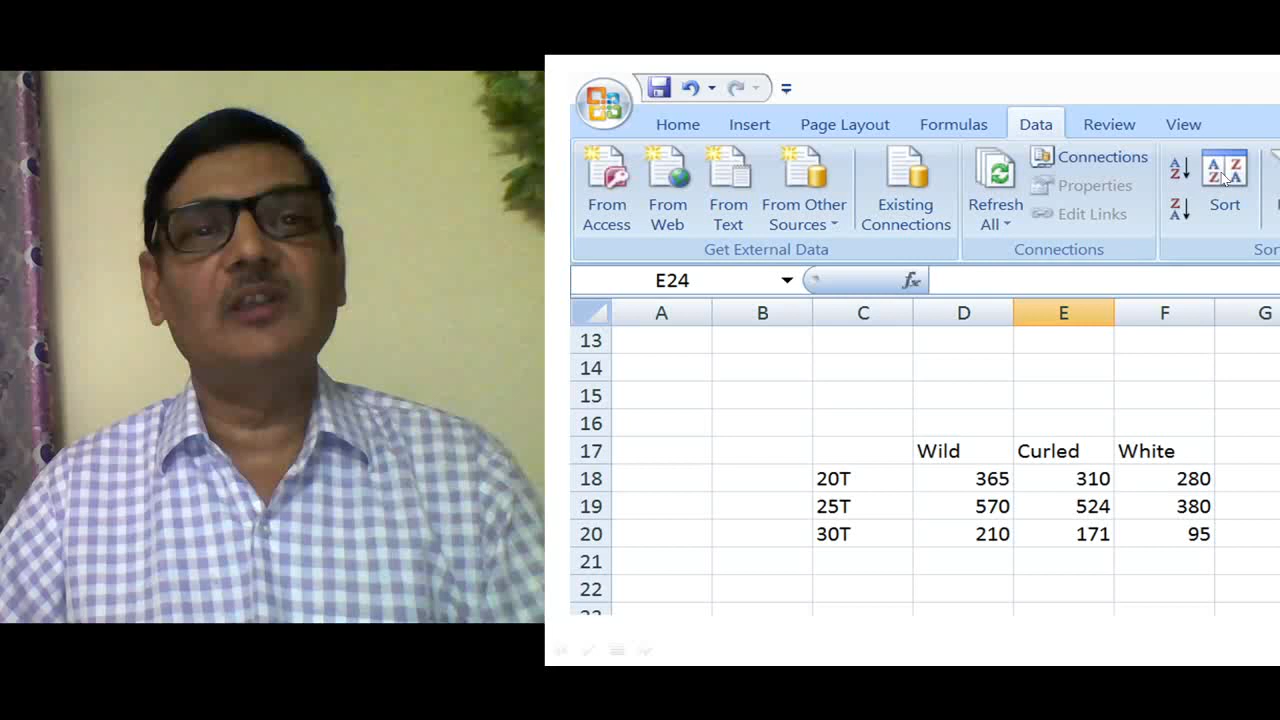 Home Insert Page Layout Formulas Data Review View
From Access
From Web
From Text
From Other Sources
Existing Connections
Refresh All
Connections
Properties
Edit Links
A Z
Z A
A Z Z A
Sort
Get External Data
Connections
E24
fx
A B C D E F G
13
14
15
16
17 Wild Curled White
18 20T 365 310 280
19 25T 570 524 380
20 30T 210 171 95
21
22